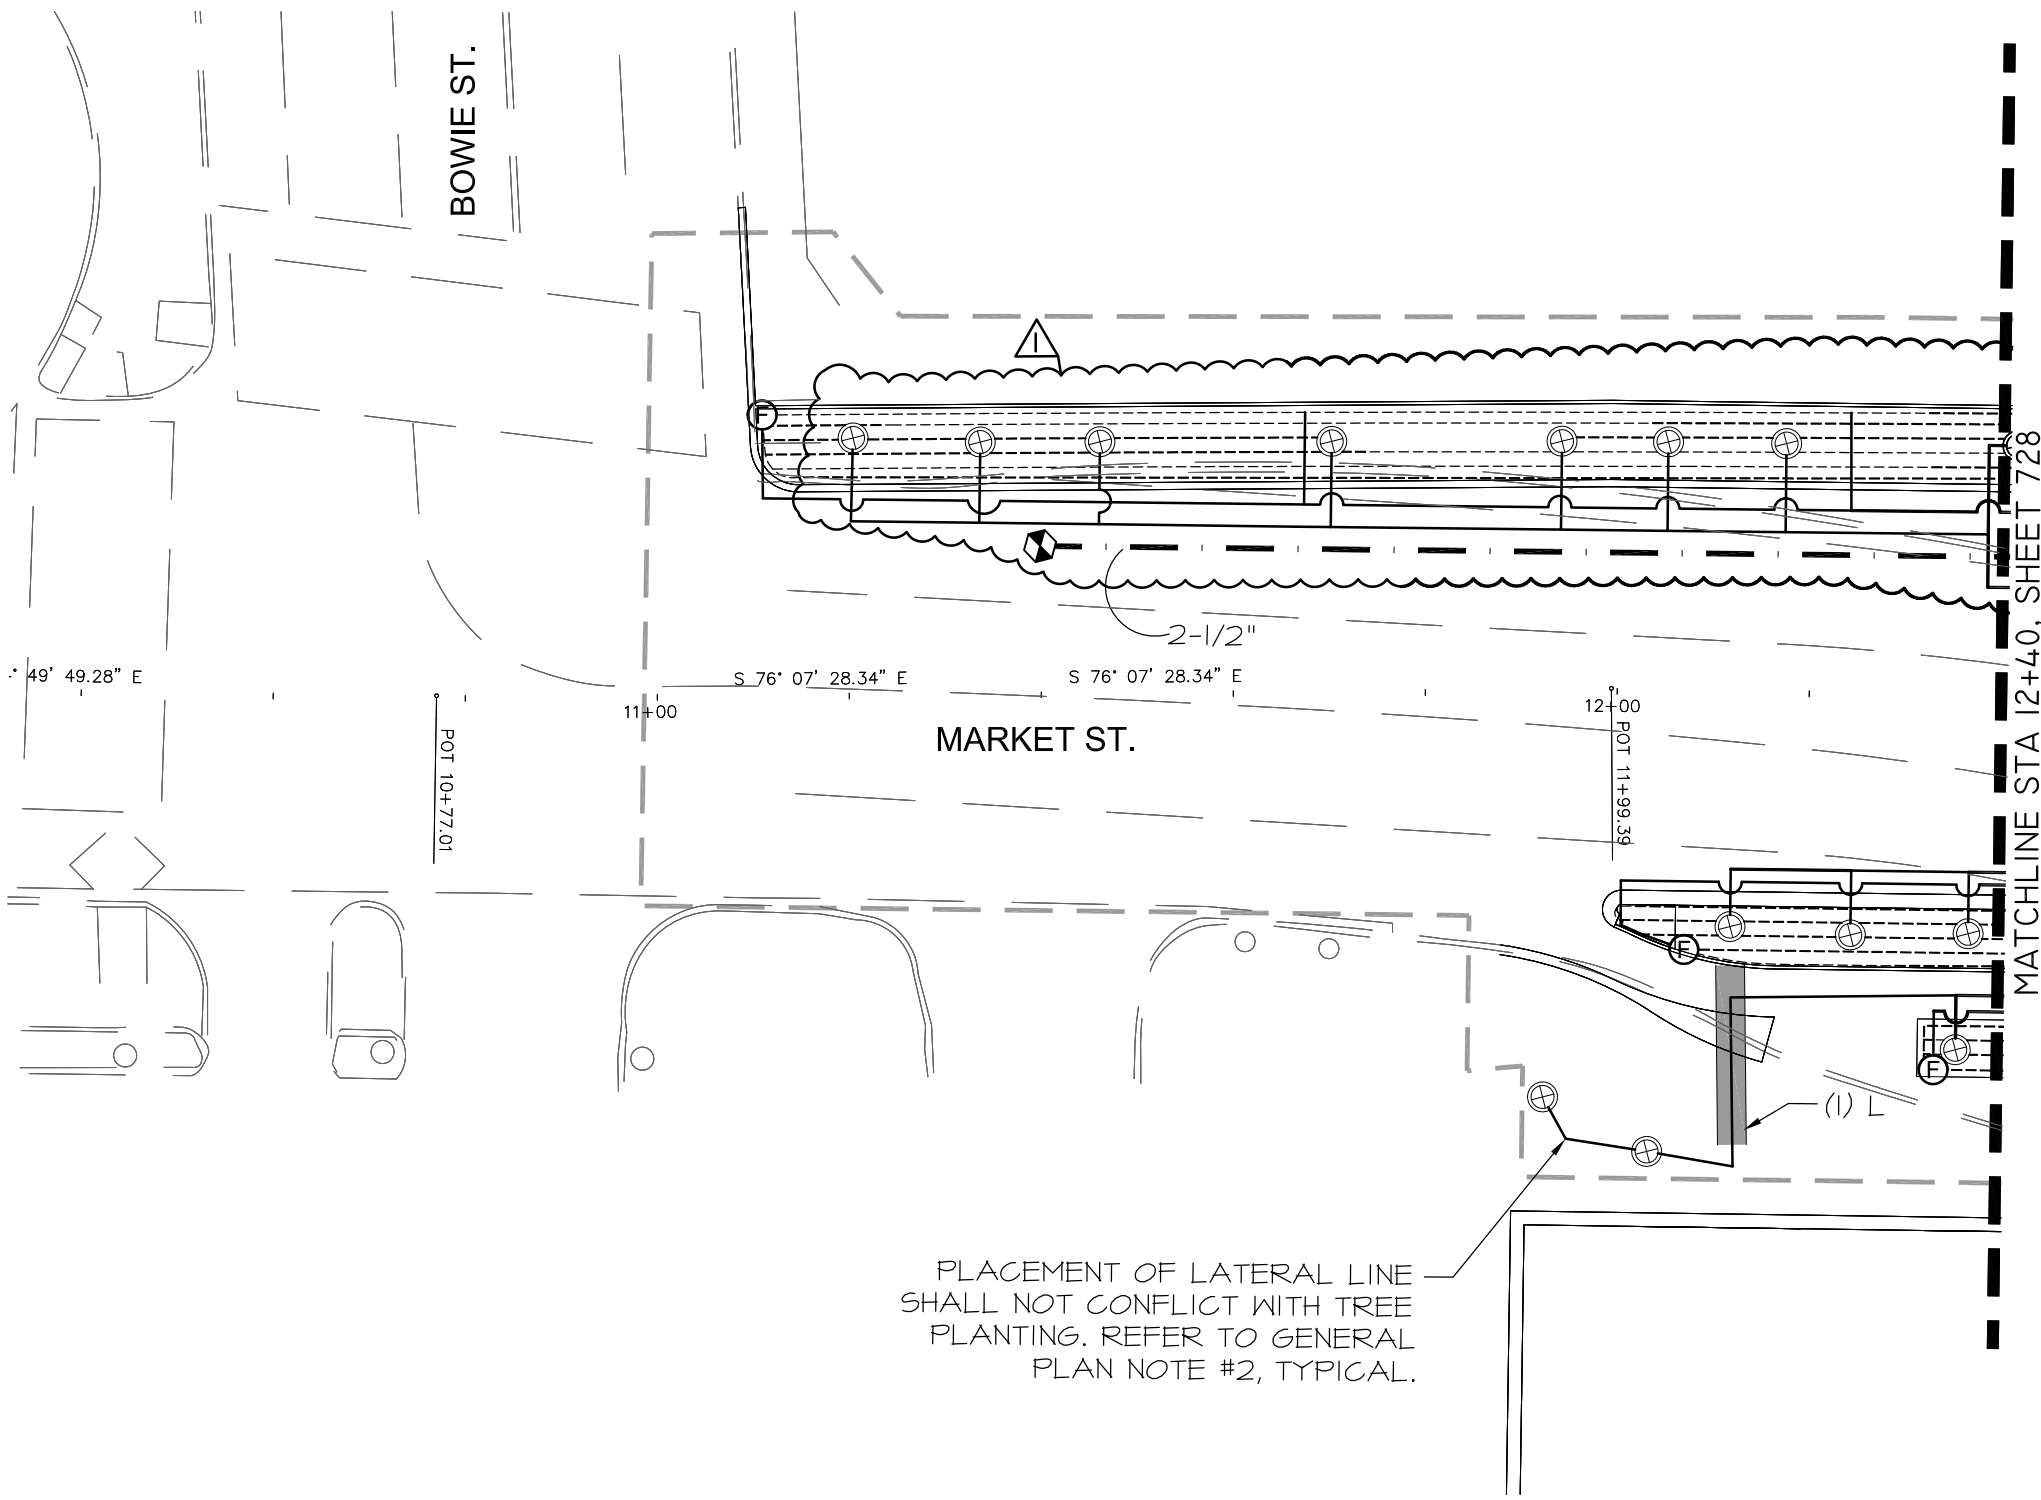 BOWIE ST.
1
F
2-1/2"
49' 49.28" E
S 76° 07' 28.34" E
S 76° 07' 28.34" E
11+00
12+00
MARKET ST.
POT 10+77.01
POT 11+99.39
MATCHLINE STA 12+40, SHEET 728
F
F
(1) L
PLACEMENT OF LATERAL LINE
SHALL NOT CONFLICT WITH TREE
PLANTING. REFER TO GENERAL
PLAN NOTE #2, TYPICAL.